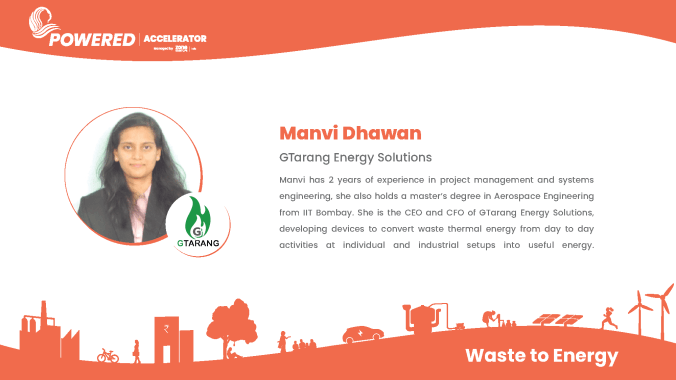 POWERED ACCELERATOR
Manvi Dhawan
GTarang Energy Solutions
Manvi has 2 years of experience in project management and systems
engineering, she also holds a master's degree in Aerospace Engineering
from IIT Bombay. She is the CEO and CFO of GTarang Energy Solutions,
developing devices to convert waste thermal energy from day to day
activities at individual and industrial setups into useful energy.
G
GTARANG
₹
Waste to Energy